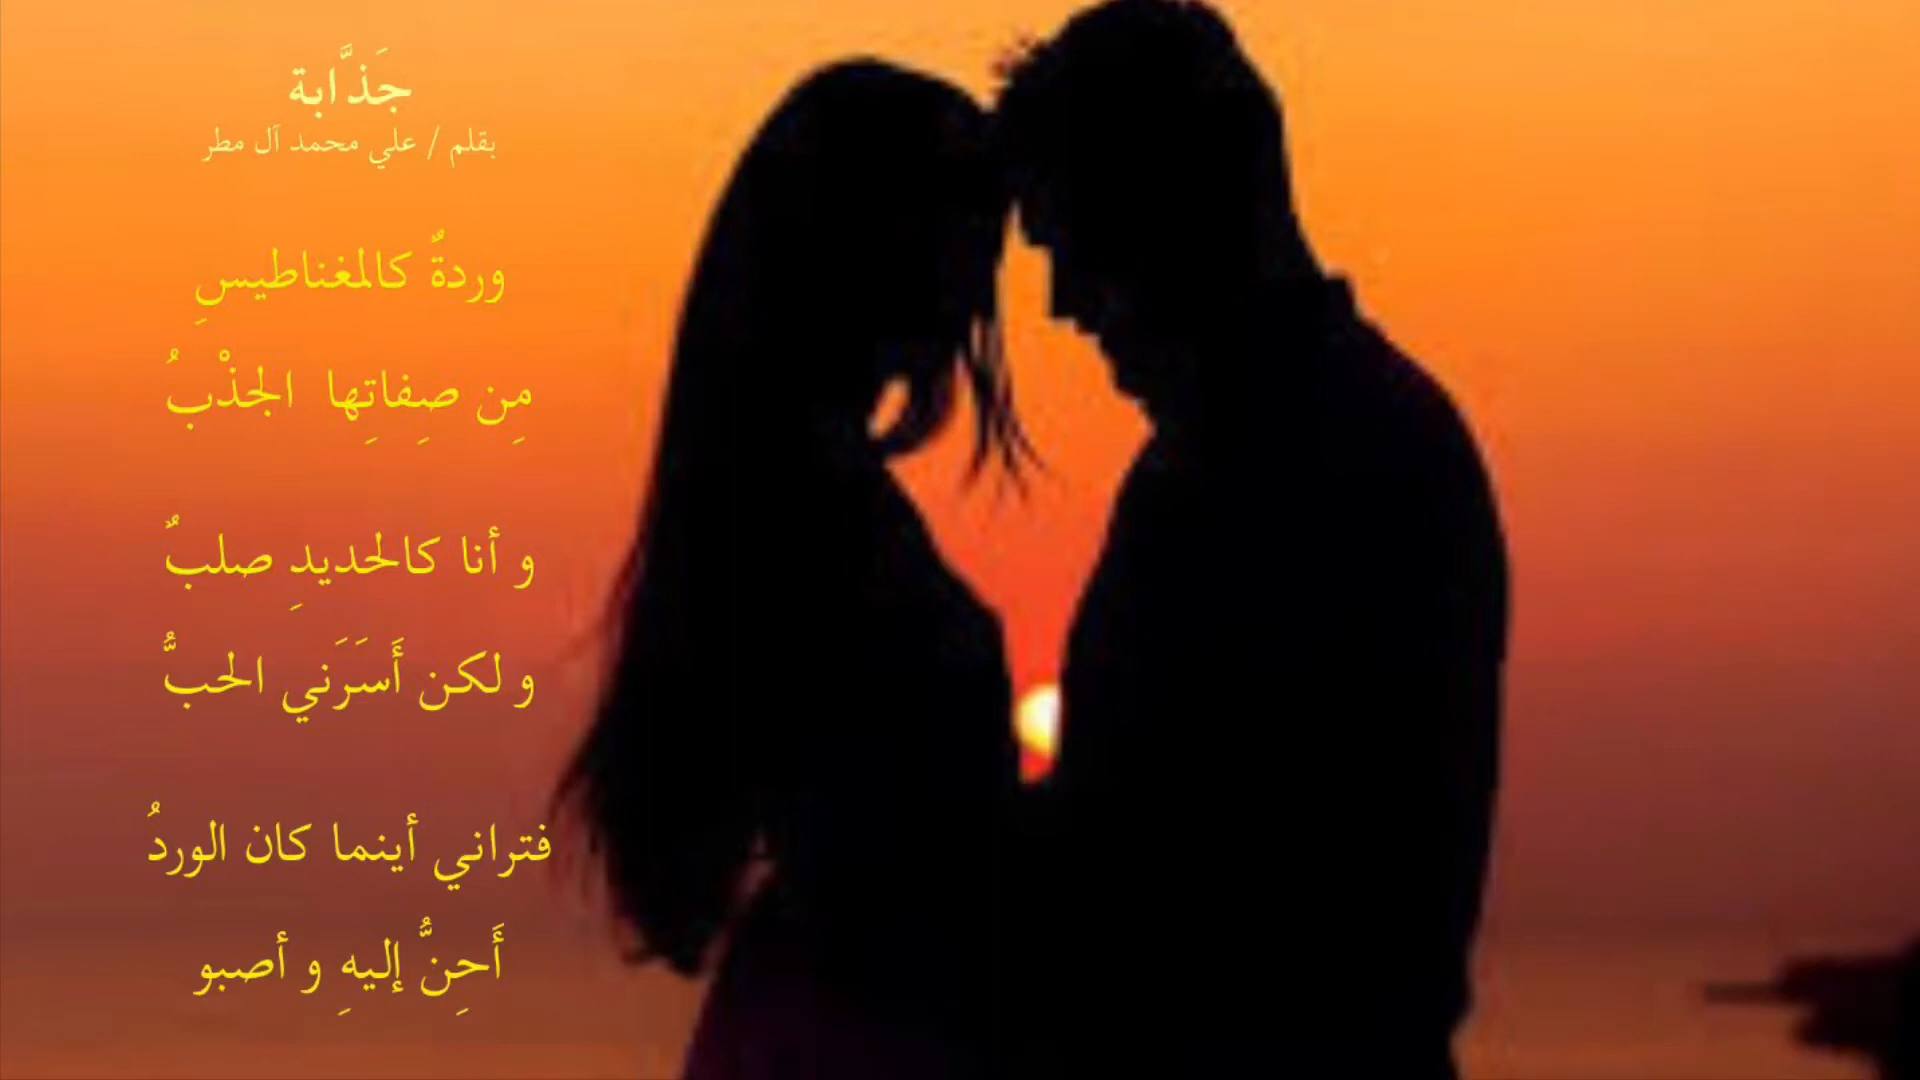 جَذَّابة
بقلم / علي محمد آل مطر
وردةٌ كالمغناطيسِ
مِن صِفاتِها الجذْبُ
و أنا كالحديدِ صلبٌ
و لكن أَسَرَني الحبُّ
فتراني أينما كان الوردُ
أَحِنُّ إليهِ و أصبو